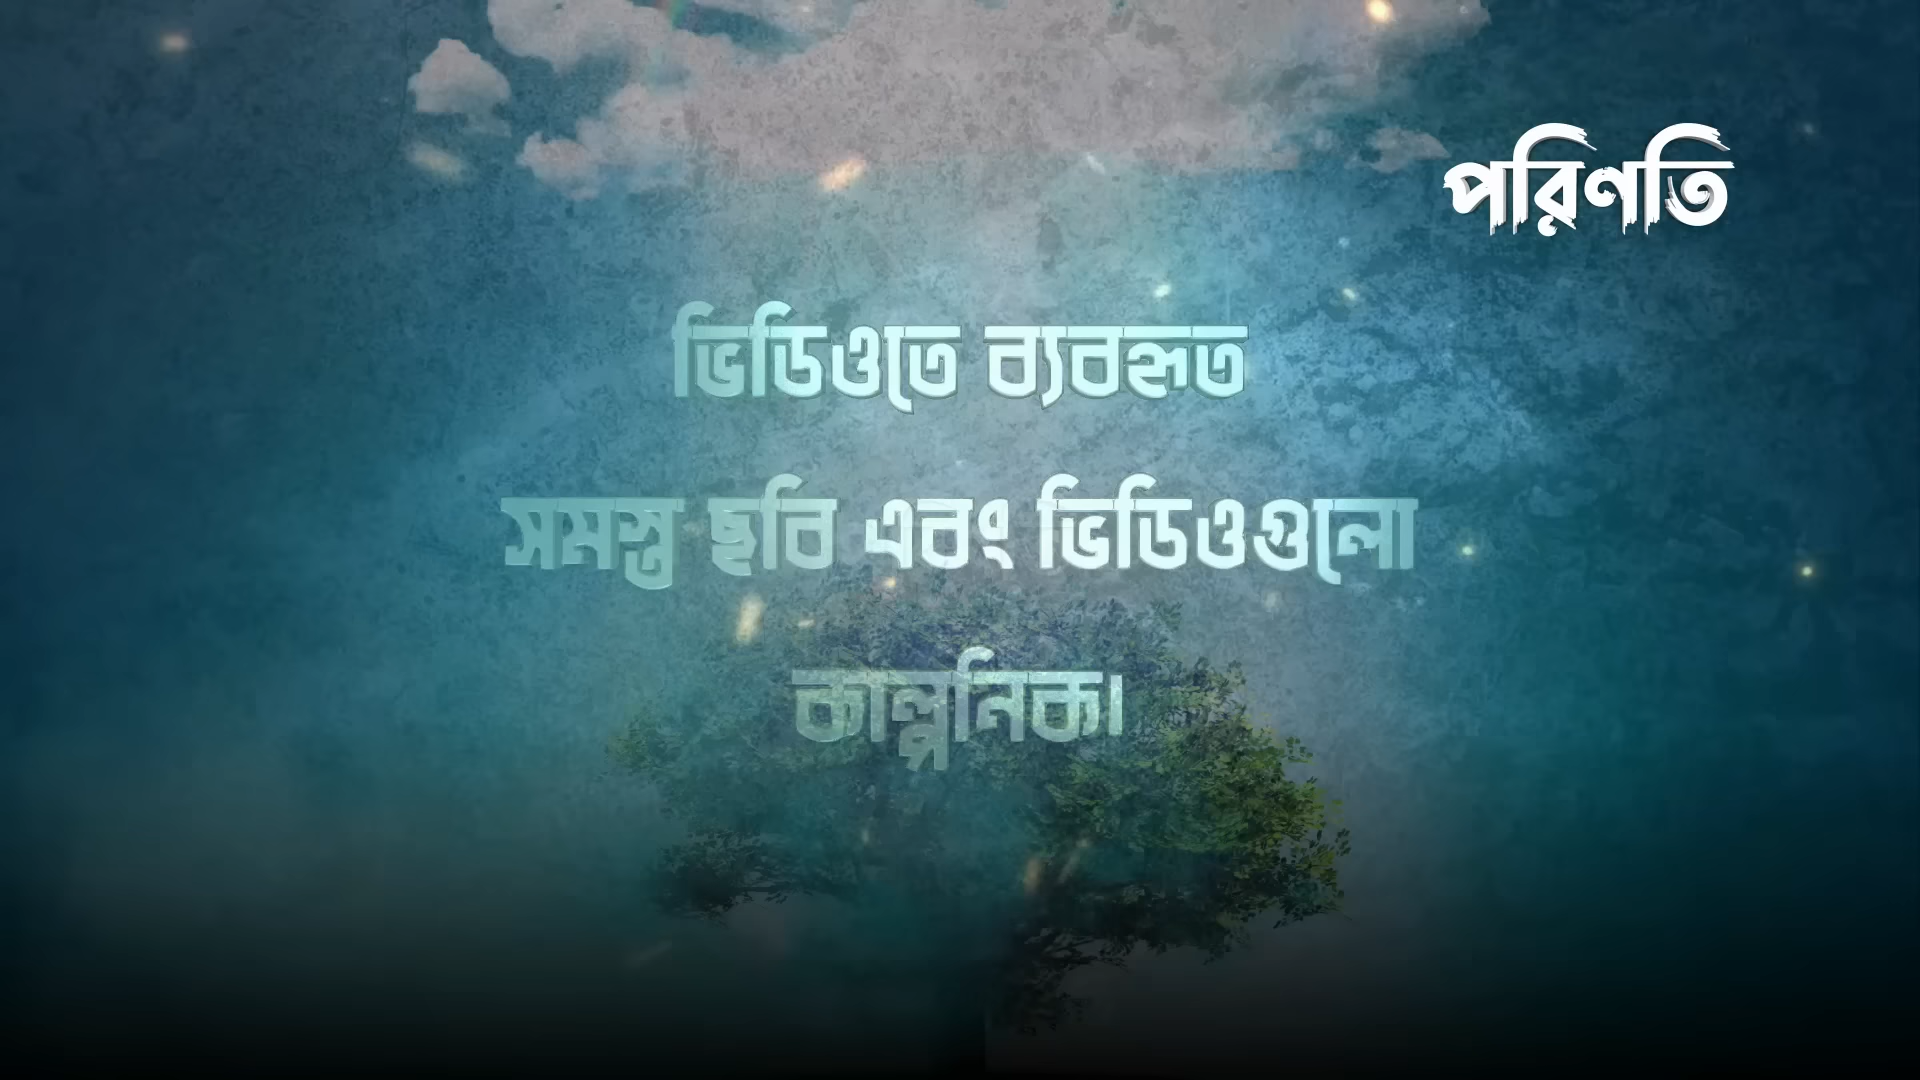 পরিণতি
ভিডিওতে ব্যবহৃত
সমস্ত ছবি এবং ভিডিওগুলো
কাল্পনিক।